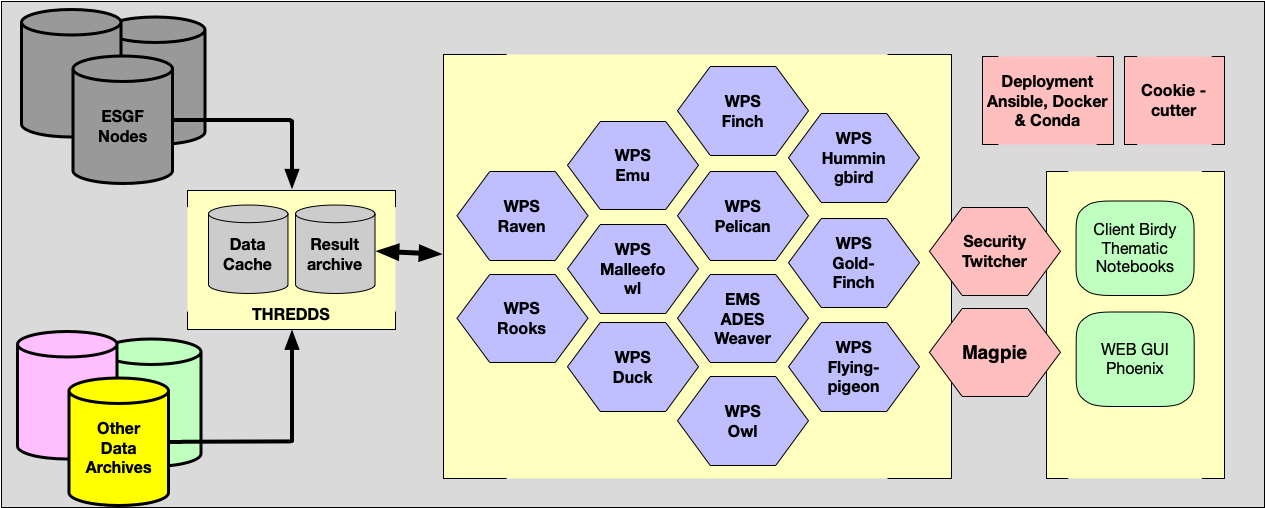 ESGF
Nodes
Data
Cache
Result
archive
THREDDS
Other
Data
Archives
WPS
Raven
WPS
Rooks
WPS
Emu
WPS
Malleefo
wl
WPS
Duck
WPS
Finch
WPS
Pelican
EMS
ADES
Weaver
WPS
Owl
WPS
Hummin
gbird
WPS
Gold-
Finch
WPS
Flying-
pigeon
Deployment
Ansible, Docker
& Conda
Cookie -
cutter
Security
Twitcher
Magpie
Client Birdy
Thematic
Notebooks
WEB GUI
Phoenix